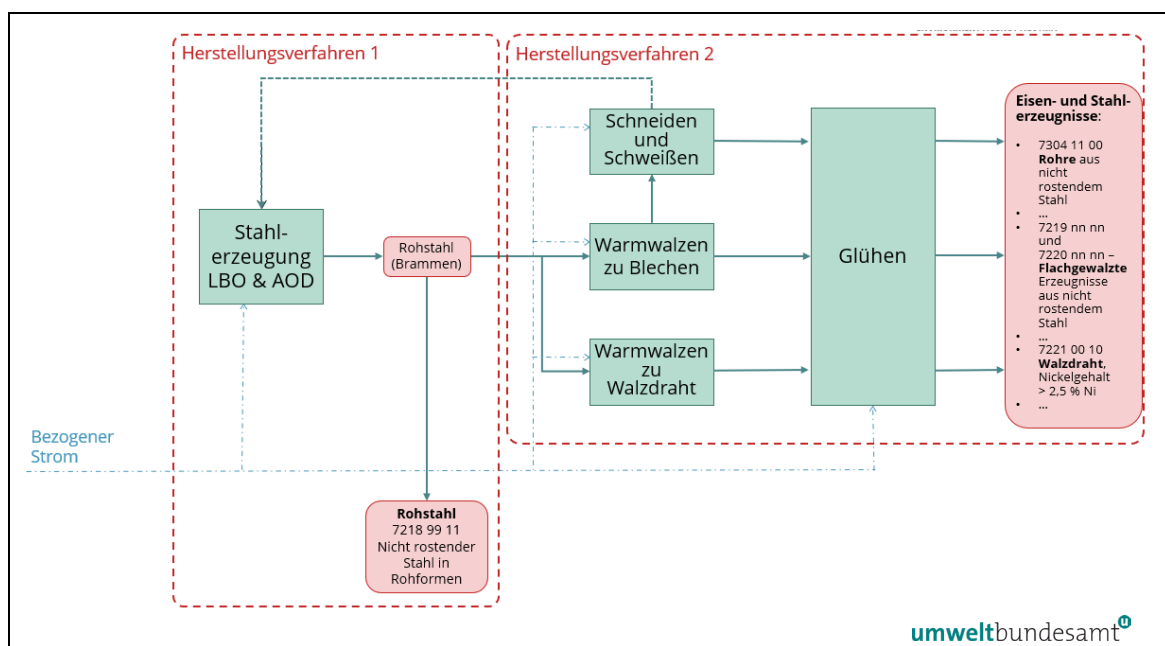 Herstellungsverfahren 1
Herstellungsverfahren 2
Stahl-
erzeugung
LBO & AOD
Rohstahl
(Brammen)
Schneiden
und
Schweißen
Warmwalzen
zu Blechen
Warmwalzen
zu
Walzdraht
Glühen
Eisen- und Stahl-
erzeugnisse:
• 7304 11 00
Rohre aus
nicht
rostendem
Stahl
• ...
• 7219 nn nn
und
7220 nn nn –
Flachgewalzte
Erzeugnisse
aus nicht
rostendem
Stahl
• ...
• 7221 00 10
Walzdraht,
Nickelgehalt
> 2,5 % Ni
• ...
Bezogener
Strom
Rohstahl
7218 99 11
Nicht rostender
Stahl in
Rohformen
umweltbundesamt u